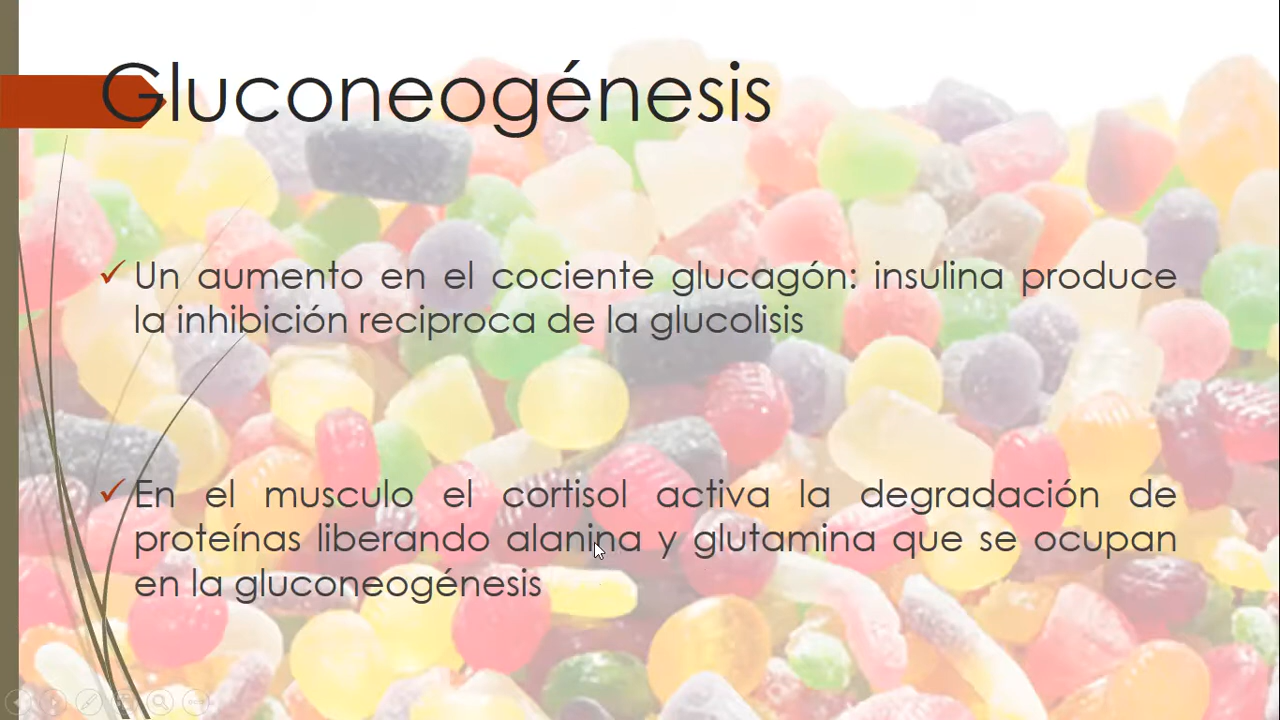 Gluconeogénesis
✓ Un aumento en el cociente glucagón: insulina produce
la inhibición reciproca de la glucolisis
✓ En el musculo el cortisol activa la degradación de
proteínas liberando alanina y glutamina que se ocupan
en la gluconeogénesis